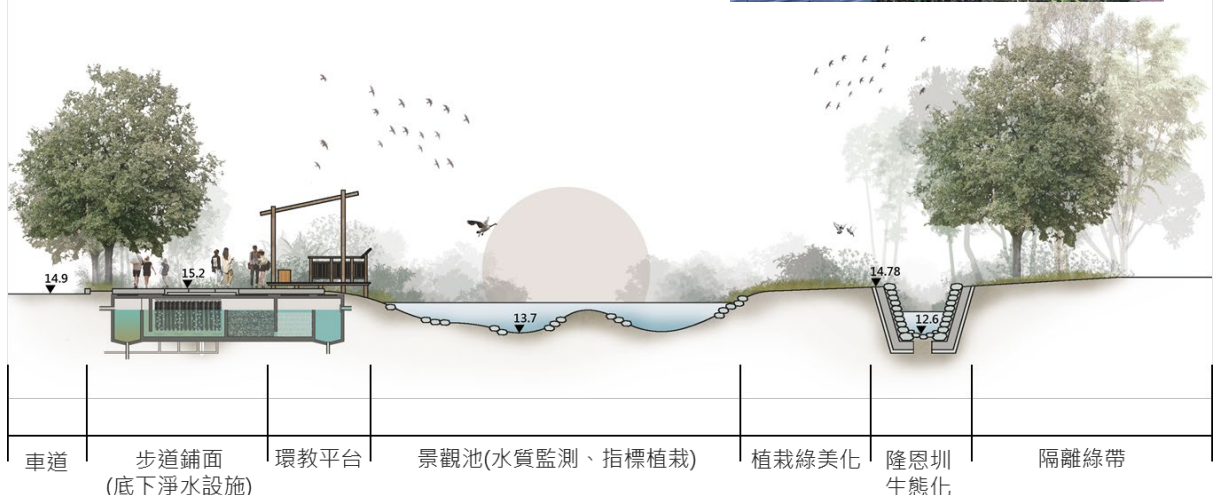 14.9
15.2
13.7
14.78
12.6
車道
步道鋪面
(底下淨水設施)
環教平台
景觀池(水質監測、指標植栽)
植栽綠美化
隆恩圳
生態化
隔離綠帶